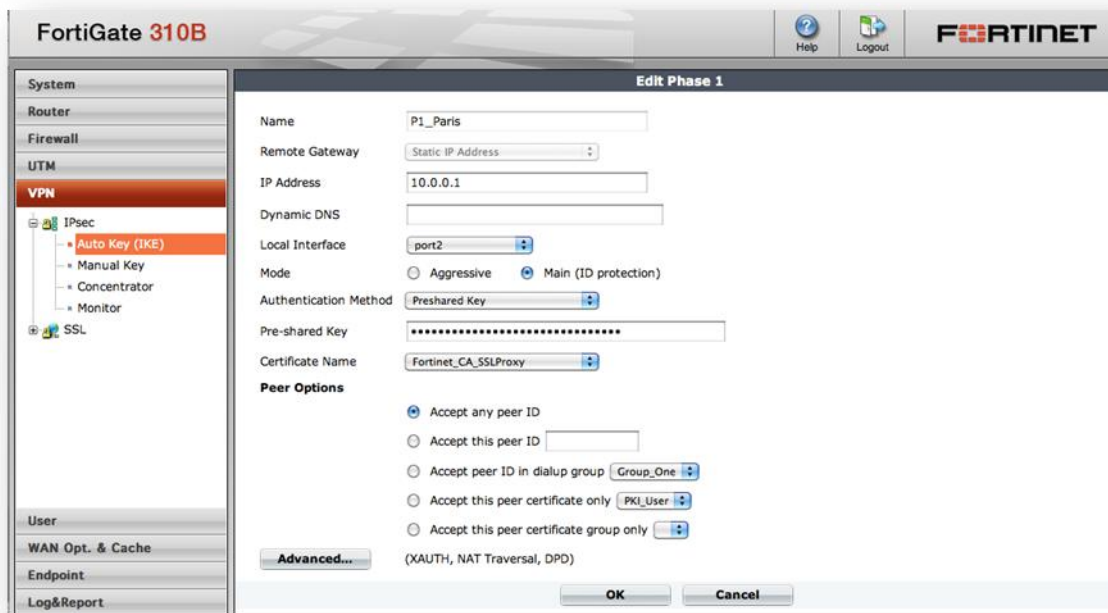 FortiGate 310B
Help
Logout
FORTINET
System
Router
Firewall
UTM
VPN
IPsec
Auto Key (IKE)
Manual Key
Concentrator
Monitor
SSL
User
WAN Opt. & Cache
Endpoint
Log&Report
Edit Phase 1
Name P1_Paris
Remote Gateway Static IP Address
IP Address 10.0.0.1
Dynamic DNS
Local Interface port2
Mode Aggressive Main (ID protection)
Authentication Method Preshared Key
Pre-shared Key ••••••••••••••••••••••••••••••••
Certificate Name Fortinet_CA_SSLProxy
Peer Options
Accept any peer ID
Accept this peer ID
Accept peer ID in dialup group Group_One
Accept this peer certificate only PKI_User
Accept this peer certificate group only
Advanced... (XAUTH, NAT Traversal, DPD)
OK Cancel